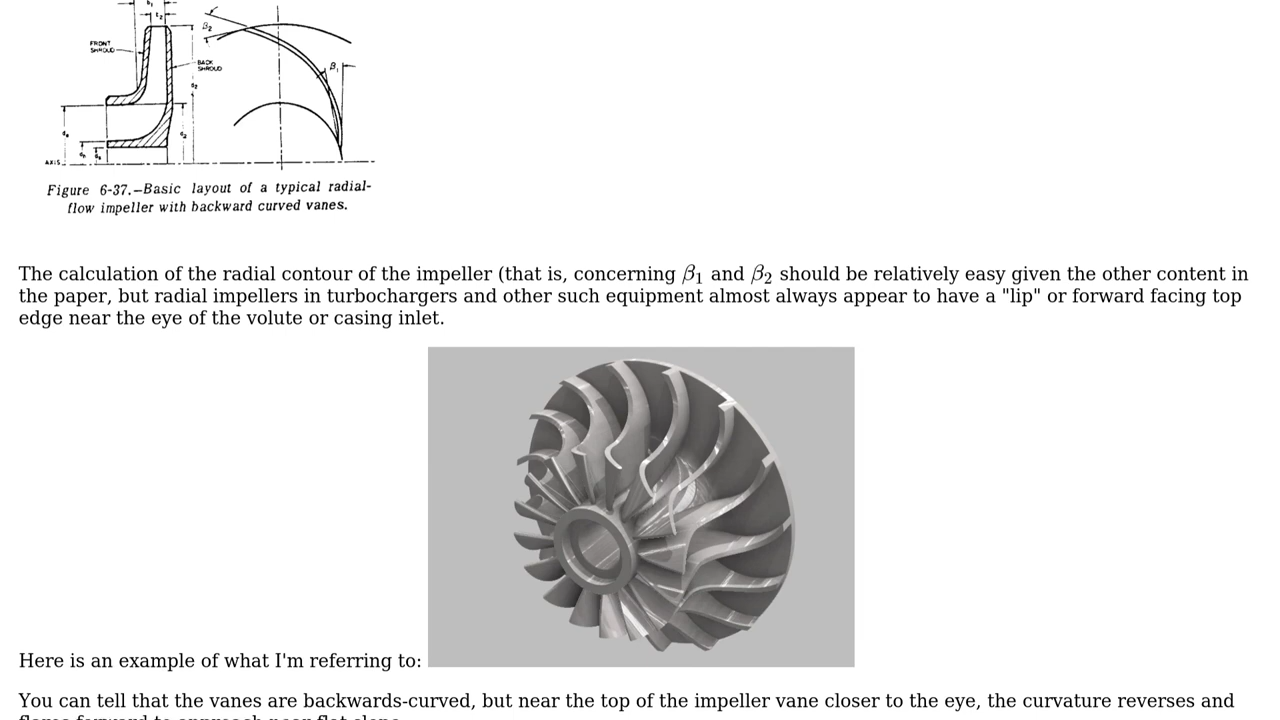 b₁
t₂
β₂
FRONT
SHROUD
BACK
SHROUD
β₁
d₂
AXIS
Figure 6-37.—Basic layout of a typical radial-
flow impeller with backward curved vanes.
The calculation of the radial contour of the impeller (that is, concerning β₁ and β₂ should be relatively easy given the other content in
the paper, but radial impellers in turbochargers and other such equipment almost always appear to have a "lip" or forward facing top
edge near the eye of the volute or casing inlet.
Here is an example of what I'm referring to:
You can tell that the vanes are backwards-curved, but near the top of the impeller vane closer to the eye, the curvature reverses and